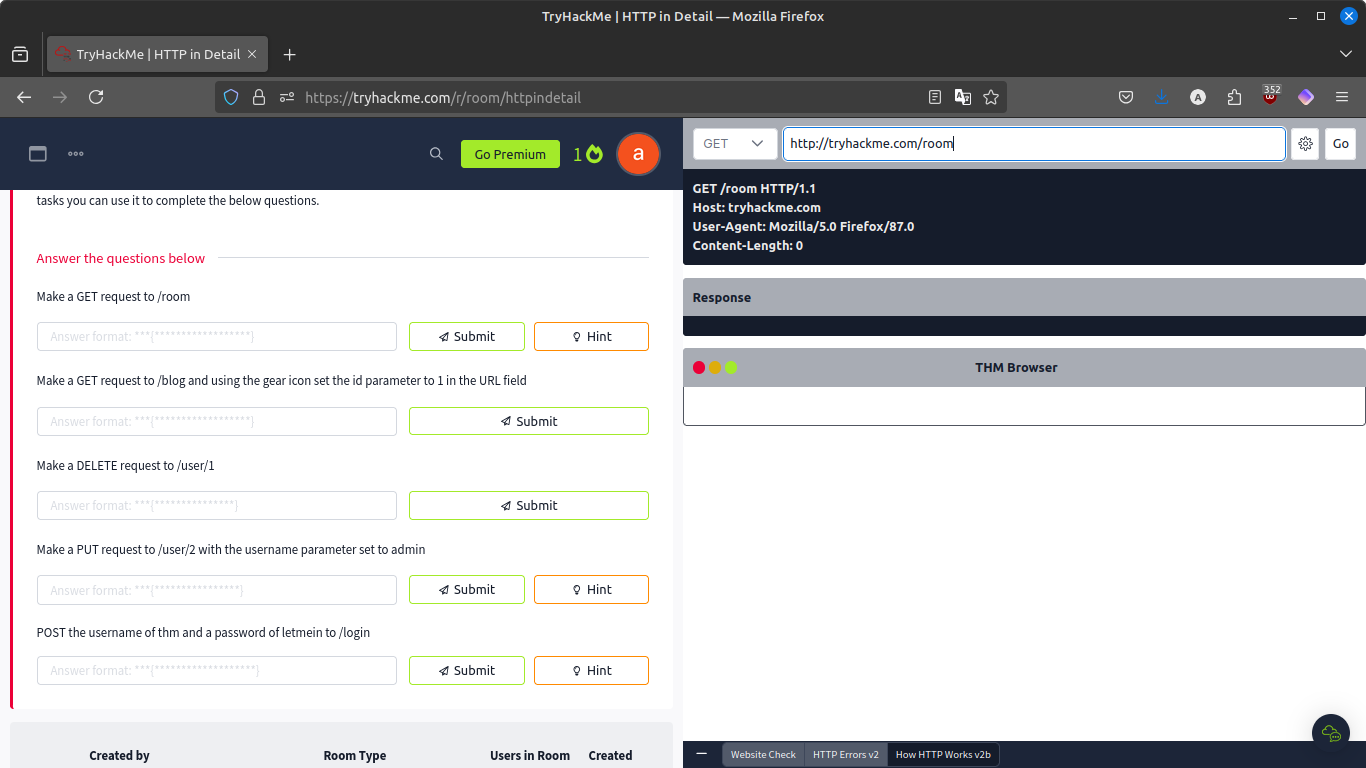 TryHackMe | HTTP in Detail — Mozilla Firefox
TryHackMe | HTTP in Detail
https://tryhackme.com/r/room/httpindetail
A
352
Go Premium
1
a
tasks you can use it to complete the below questions.
Answer the questions below
Make a GET request to /room
Answer format: ***{******************}
Submit
Hint
Make a GET request to /blog and using the gear icon set the id parameter to 1 in the URL field
Answer format: ***{******************}
Submit
Make a DELETE request to /user/1
Answer format: ***{***************}
Submit
Make a PUT request to /user/2 with the username parameter set to admin
Answer format: ***{****************}
Submit
Hint
POST the username of thm and a password of letmein to /login
Answer format: ***{*******************}
Submit
Hint
Created by
Room Type
Users in Room
Created
GET
http://tryhackme.com/room
Go
GET /room HTTP/1.1
Host: tryhackme.com
User-Agent: Mozilla/5.0 Firefox/87.0
Content-Length: 0
Response
THM Browser
Website Check
HTTP Errors v2
How HTTP Works v2b